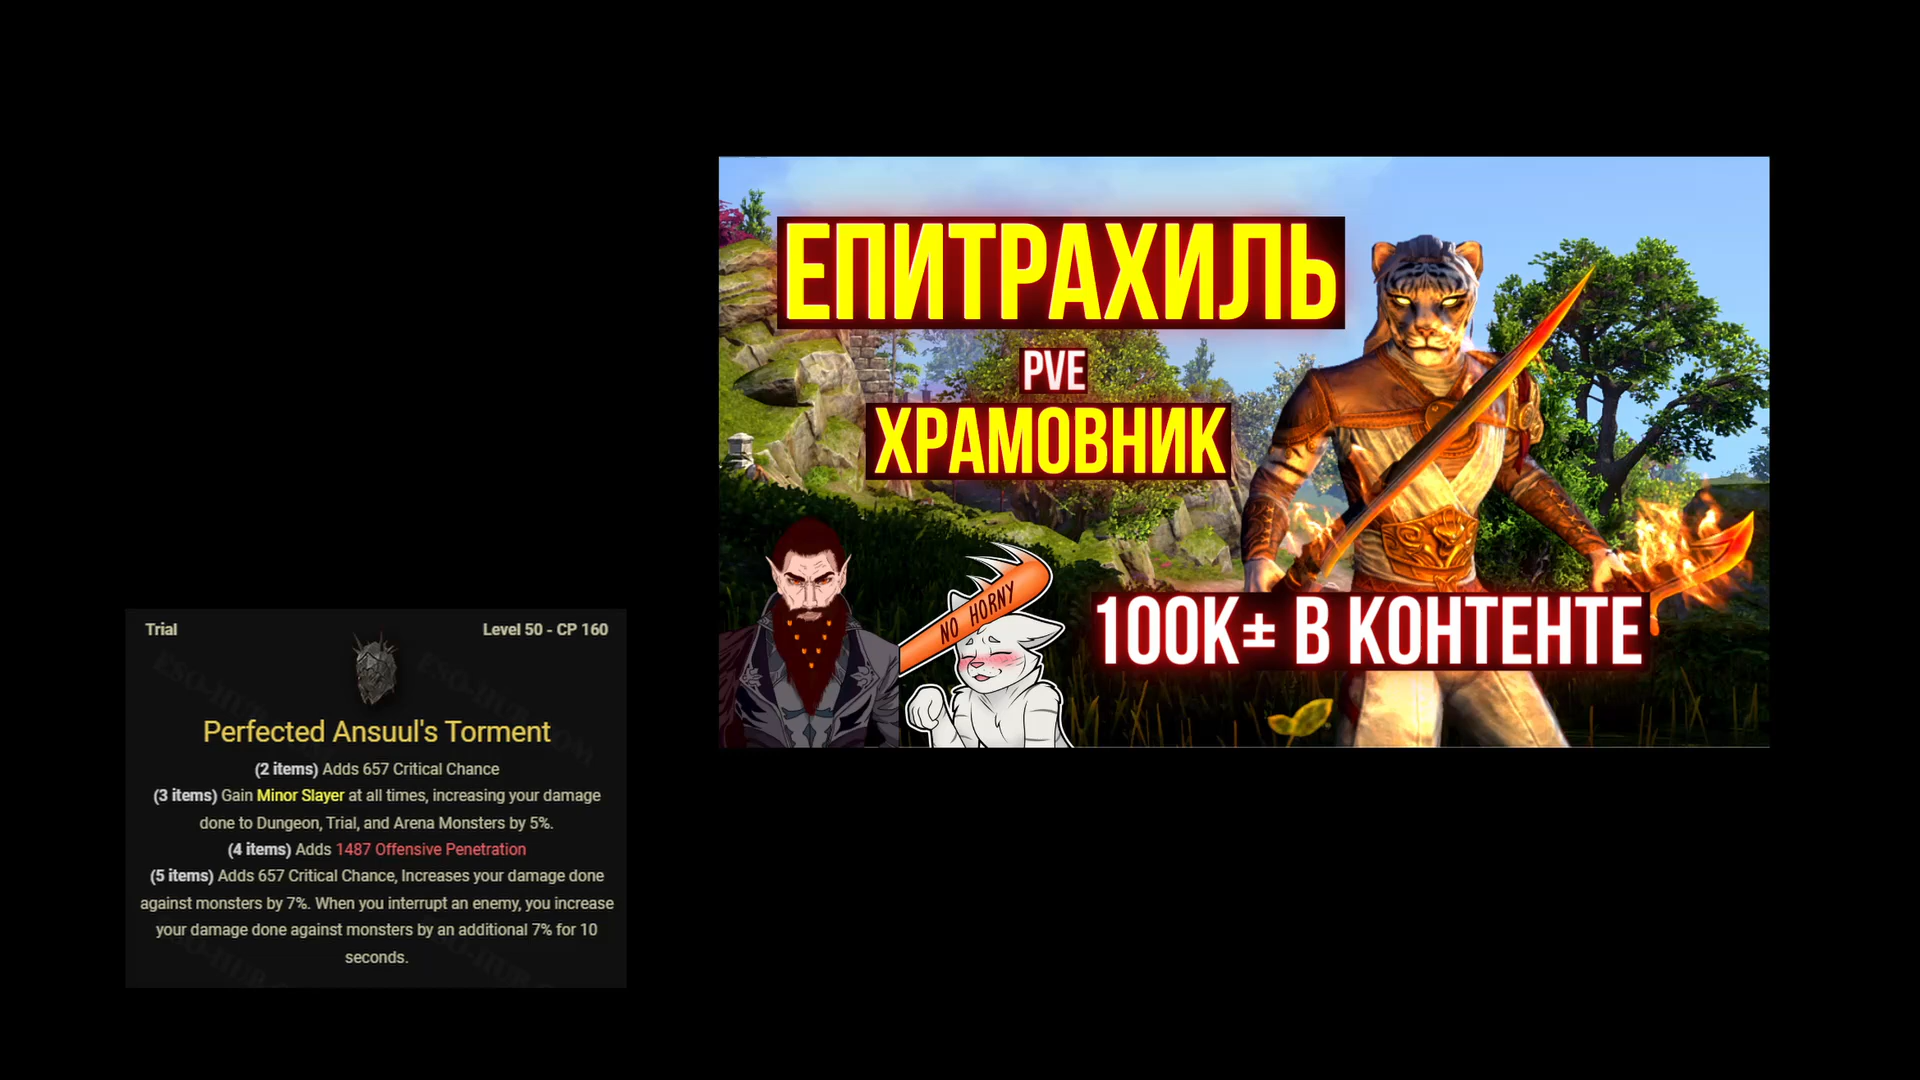 ЕПИТРАХИЛЬ
PVE
ХРАМОВНИК
NO HORNY
100K± В КОНТЕНТЕ
Trial
Level 50 - CP 160
Perfected Ansuul's Torment
(2 items) Adds 657 Critical Chance
(3 items) Gain Minor Slayer at all times, increasing your damage
done to Dungeon, Trial, and Arena Monsters by 5%.
(4 items) Adds 1487 Offensive Penetration
(5 items) Adds 657 Critical Chance, Increases your damage done
against monsters by 7%. When you interrupt an enemy, you increase
your damage done against monsters by an additional 7% for 10
seconds.